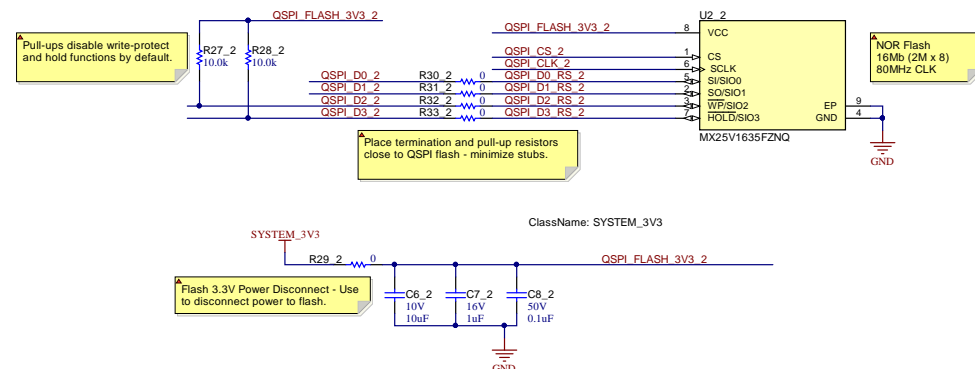 QSPI_FLASH_3V3_2
Pull-ups disable write-protect
and hold functions by default.
R27_2
10.0k
R28_2
10.0k
QSPI_D0_2
R30_2
0
QSPI_D0_RS_2
QSPI_D1_2
R31_2
0
QSPI_D1_RS_2
QSPI_D2_2
R32_2
0
QSPI_D2_RS_2
QSPI_D3_2
R33_2
0
QSPI_D3_RS_2
QSPI_FLASH_3V3_2
QSPI_CS_2
QSPI_CLK_2
U2_2
8
VCC
1
CS
6
SCLK
5
SI/SIO0
2
SO/SIO1
3
WP/SIO2
7
HOLD/SIO3
EP
9
GND
4
MX25V1635FZNQ
GND
NOR Flash
16Mb (2M x 8)
80MHz CLK
Place termination and pull-up resistors
close to QSPI flash - minimize stubs.
ClassName: SYSTEM_3V3
SYSTEM_3V3
R29_2
0
QSPI_FLASH_3V3_2
Flash 3.3V Power Disconnect - Use
to disconnect power to flash.
C6_2
10V
10uF
C7_2
16V
1uF
C8_2
50V
0.1uF
GND